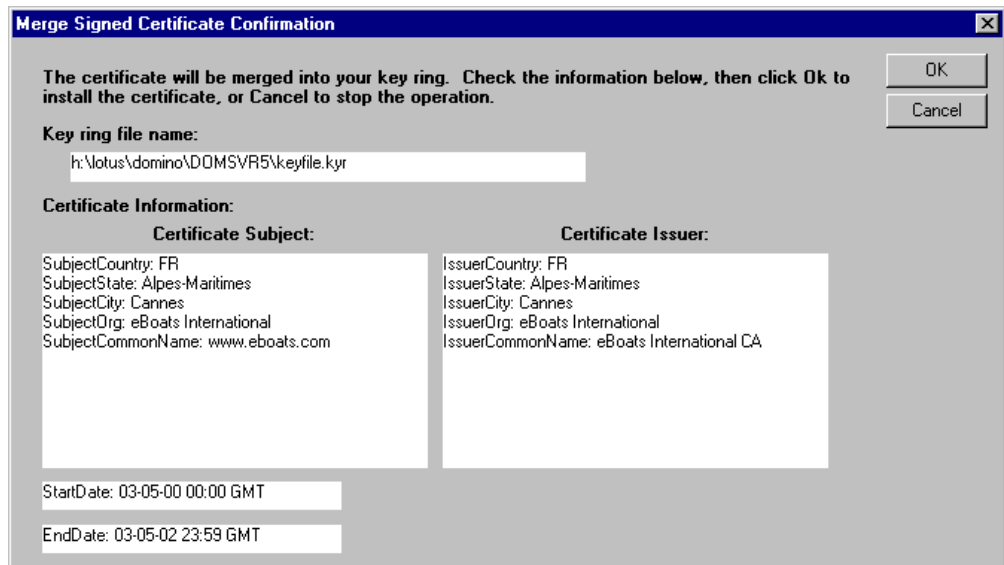 Merge Signed Certificate Confirmation
The certificate will be merged into your key ring. Check the information below, then click Ok to
install the certificate, or Cancel to stop the operation.
OK
Cancel
Key ring file name:
h:\lotus\domino\DOMSVR5\keyfile.kyr
Certificate Information:
Certificate Subject:
SubjectCountry: FR
SubjectState: Alpes-Maritimes
SubjectCity: Cannes
SubjectOrg: eBoats International
SubjectCommonName: www.eboats.com
Certificate Issuer:
IssuerCountry: FR
IssuerState: Alpes-Maritimes
IssuerCity: Cannes
IssuerOrg: eBoats International
IssuerCommonName: eBoats International CA
StartDate: 03-05-00 00:00 GMT
EndDate: 03-05-02 23:59 GMT